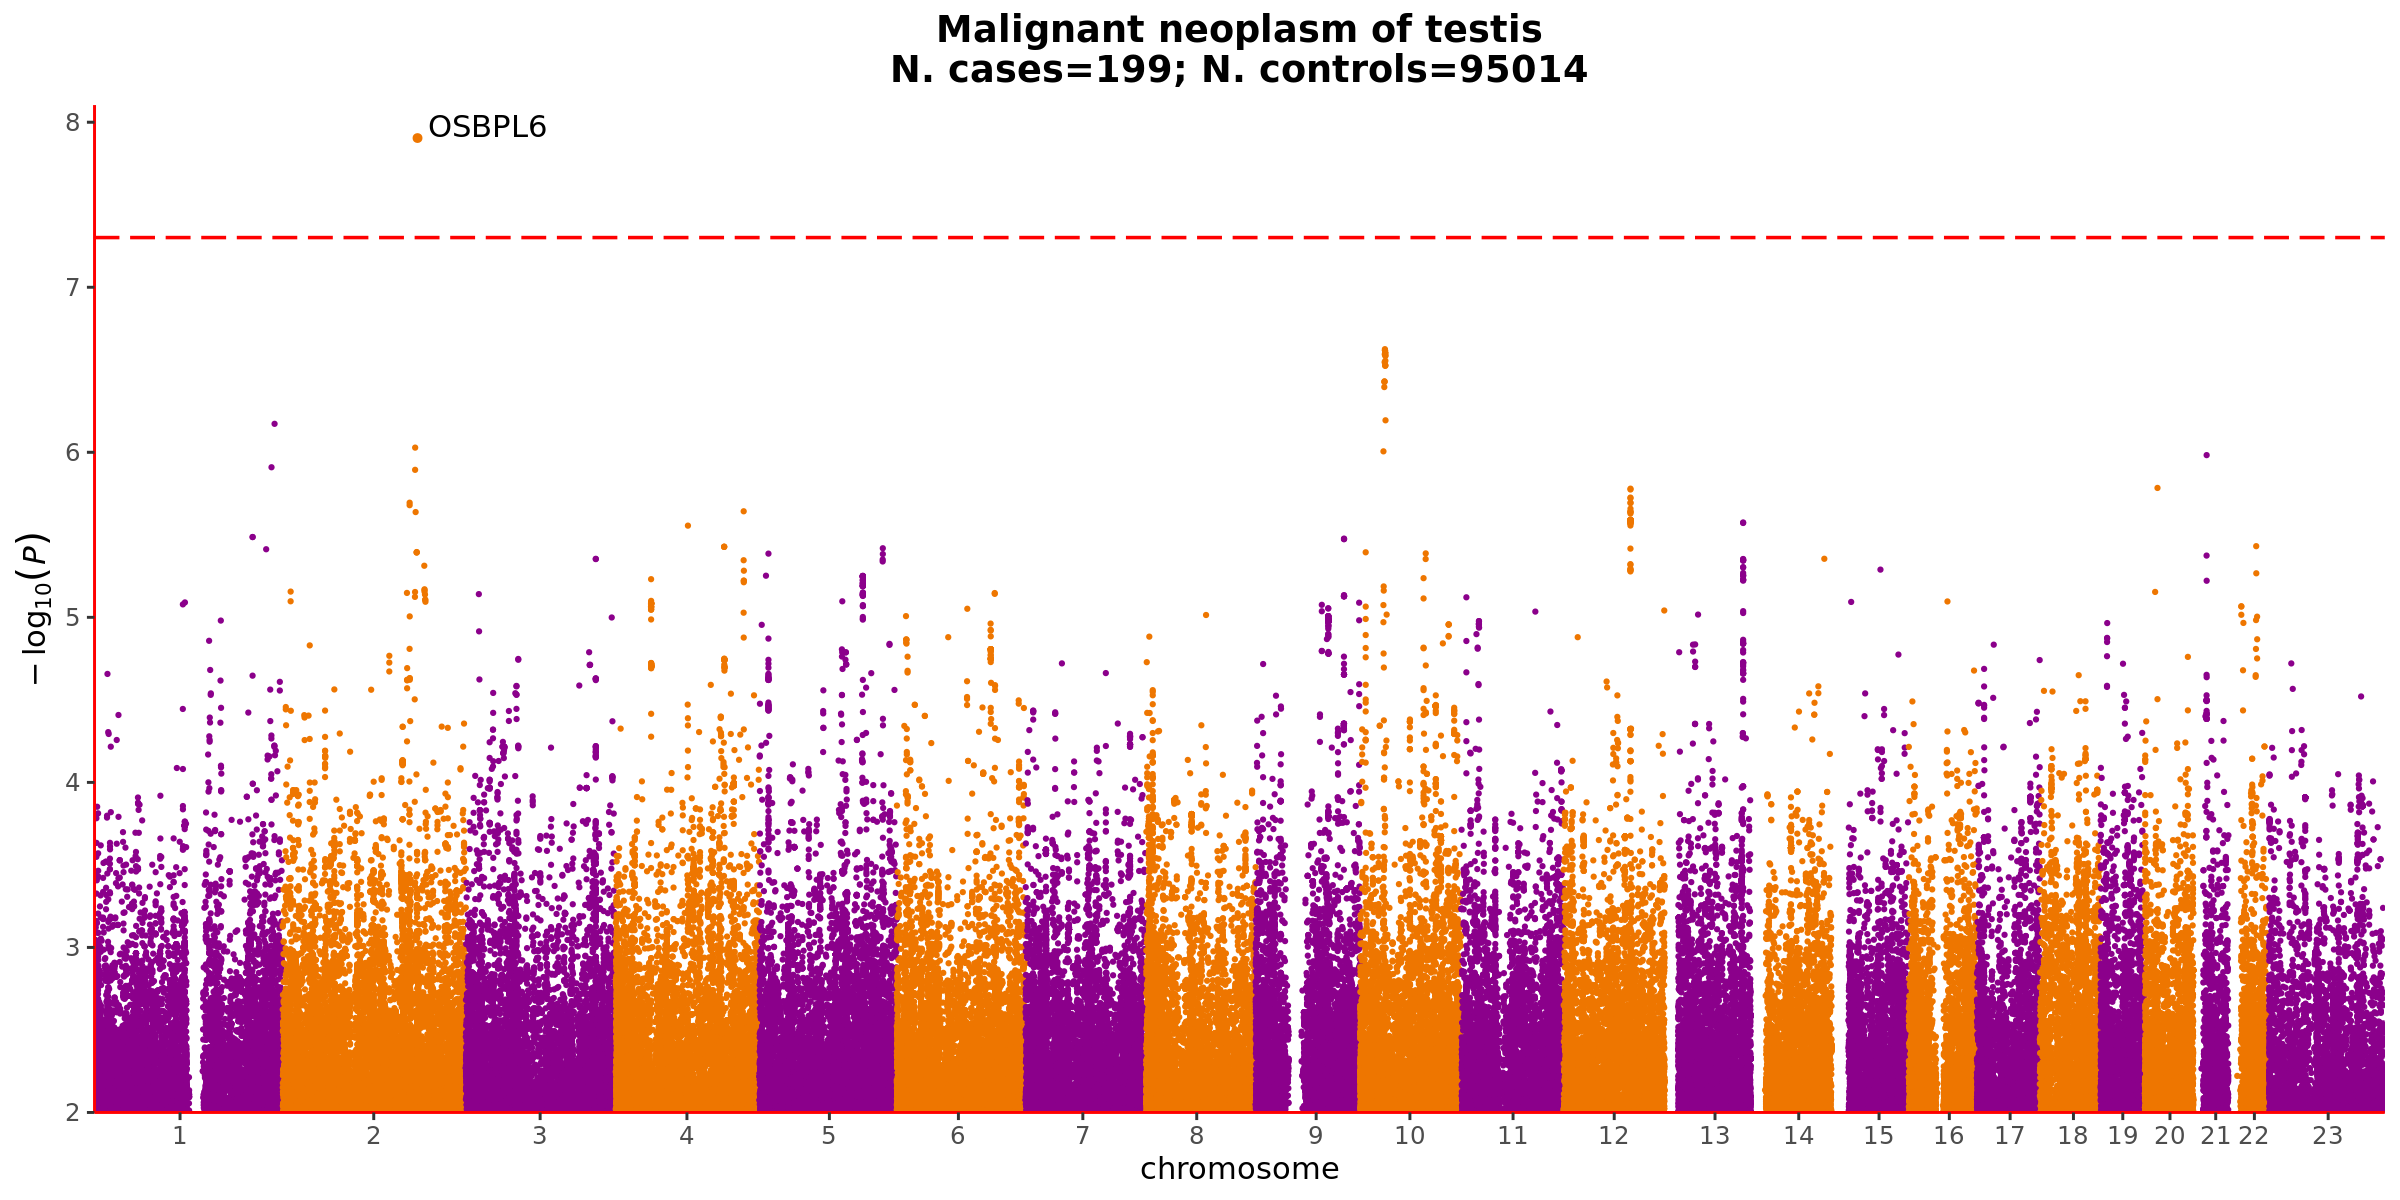 Malignant neoplasm of testis
N. cases=199; N. controls=95014
8
OSBPL6
7
6
5
4
3
2
−log10(P)
1 2 3 4 5 6 7 8 9 10 11 12 13 14 15 16 17 18 19 20 21 22 23
chromosome